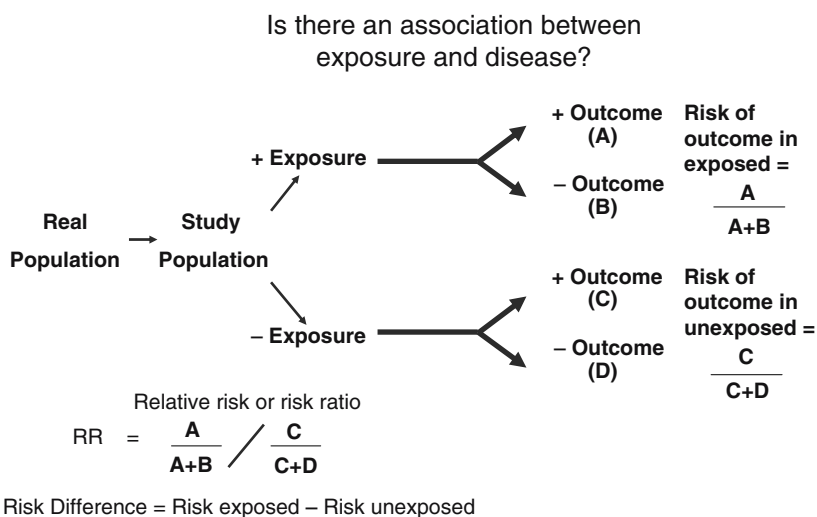 Is there an association between
exposure and disease?
+ Outcome
(A)
Risk of
outcome in
exposed =
A
A+B
+ Exposure
– Outcome
(B)
Real
Population
Study
Population
+ Outcome
(C)
Risk of
outcome in
unexposed =
C
C+D
– Exposure
– Outcome
(D)
Relative risk or risk ratio
RR = A / C
A+B C+D
Risk Difference = Risk exposed – Risk unexposed